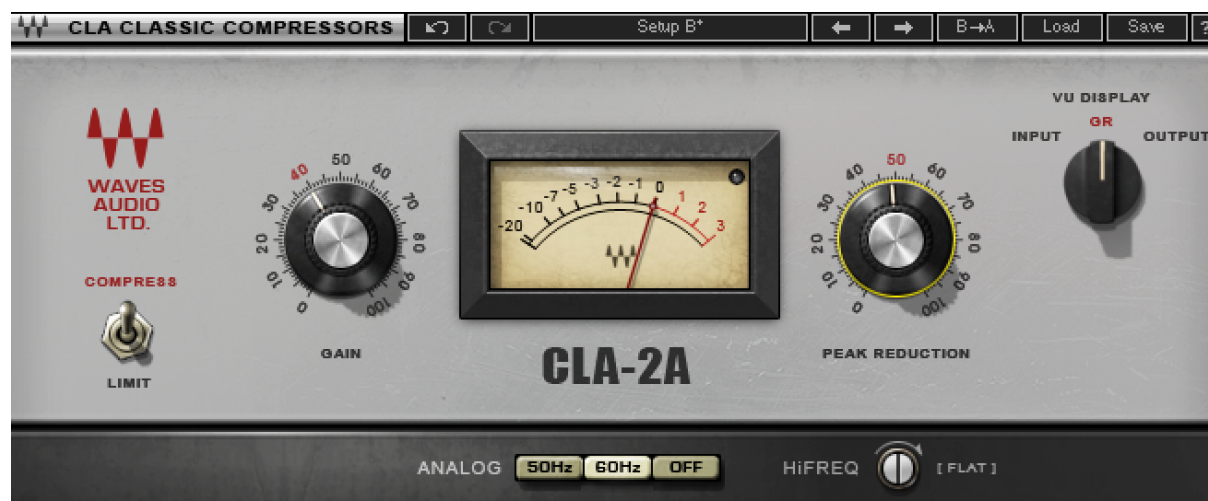 CLA CLASSIC COMPRESSORS
Setup B*
B→A
Load
Save
?
VU DISPLAY
GR
INPUT
OUTPUT
WAVES
AUDIO
LTD.
0 10 20 30 40 50 60 70 80 90 100
-20 -10 -7 -5 -3 -2 -1 0 1 2 3
0 10 20 30 40 50 60 70 80 90 100
COMPRESS
LIMIT
GAIN
CLA-2A
PEAK REDUCTION
ANALOG
50Hz
60Hz
OFF
HiFREQ
[ FLAT ]